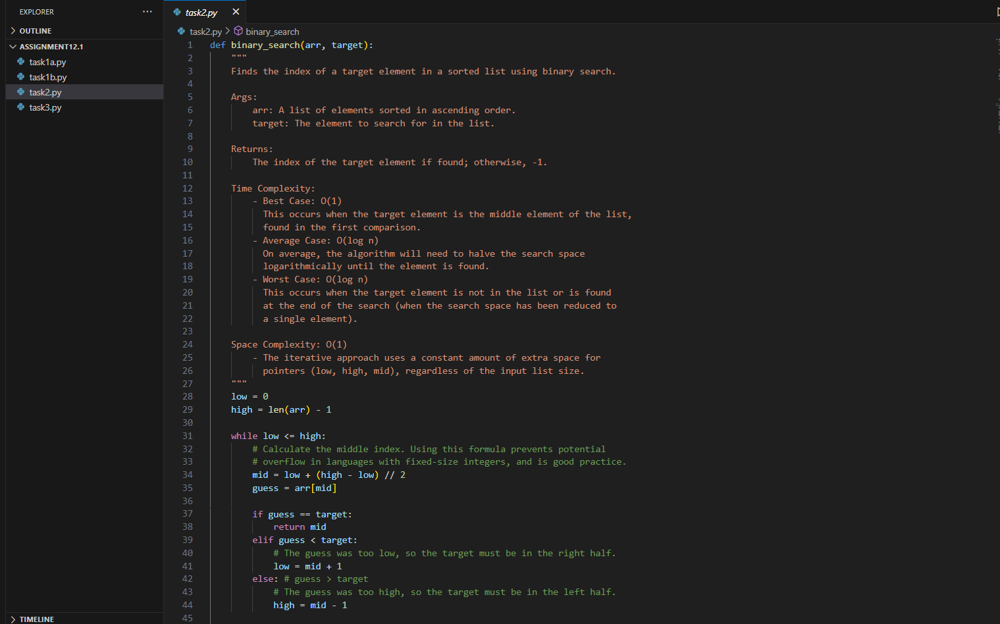 EXPLORER
OUTLINE
ASSIGNMENT12.1
task1a.py
task1b.py
task2.py
task3.py
TIMELINE
task2.py
task2.py > binary_search
1 def binary_search(arr, target):
2     """
3     Finds the index of a target element in a sorted list using binary search.
4
5     Args:
6         arr: A list of elements sorted in ascending order.
7         target: The element to search for in the list.
8
9     Returns:
10         The index of the target element if found; otherwise, -1.
11
12     Time Complexity:
13         - Best Case: O(1)
14           This occurs when the target element is the middle element of the list,
15           found in the first comparison.
16         - Average Case: O(log n)
17           On average, the algorithm will need to halve the search space
18           logarithmically until the element is found.
19         - Worst Case: O(log n)
20           This occurs when the target element is not in the list or is found
21           at the end of the search (when the search space has been reduced to
22           a single element).
23
24     Space Complexity: O(1)
25         - The iterative approach uses a constant amount of extra space for
26           pointers (low, high, mid), regardless of the input list size.
27     """
28     low = 0
29     high = len(arr) - 1
30
31     while low <= high:
32         # Calculate the middle index. Using this formula prevents potential
33         # overflow in languages with fixed-size integers, and is good practice.
34         mid = low + (high - low) // 2
35         guess = arr[mid]
36
37         if guess == target:
38             return mid
39         elif guess < target:
40             # The guess was too low, so the target must be in the right half.
41             low = mid + 1
42         else: # guess > target
43             # The guess was too high, so the target must be in the left half.
44             high = mid - 1
45